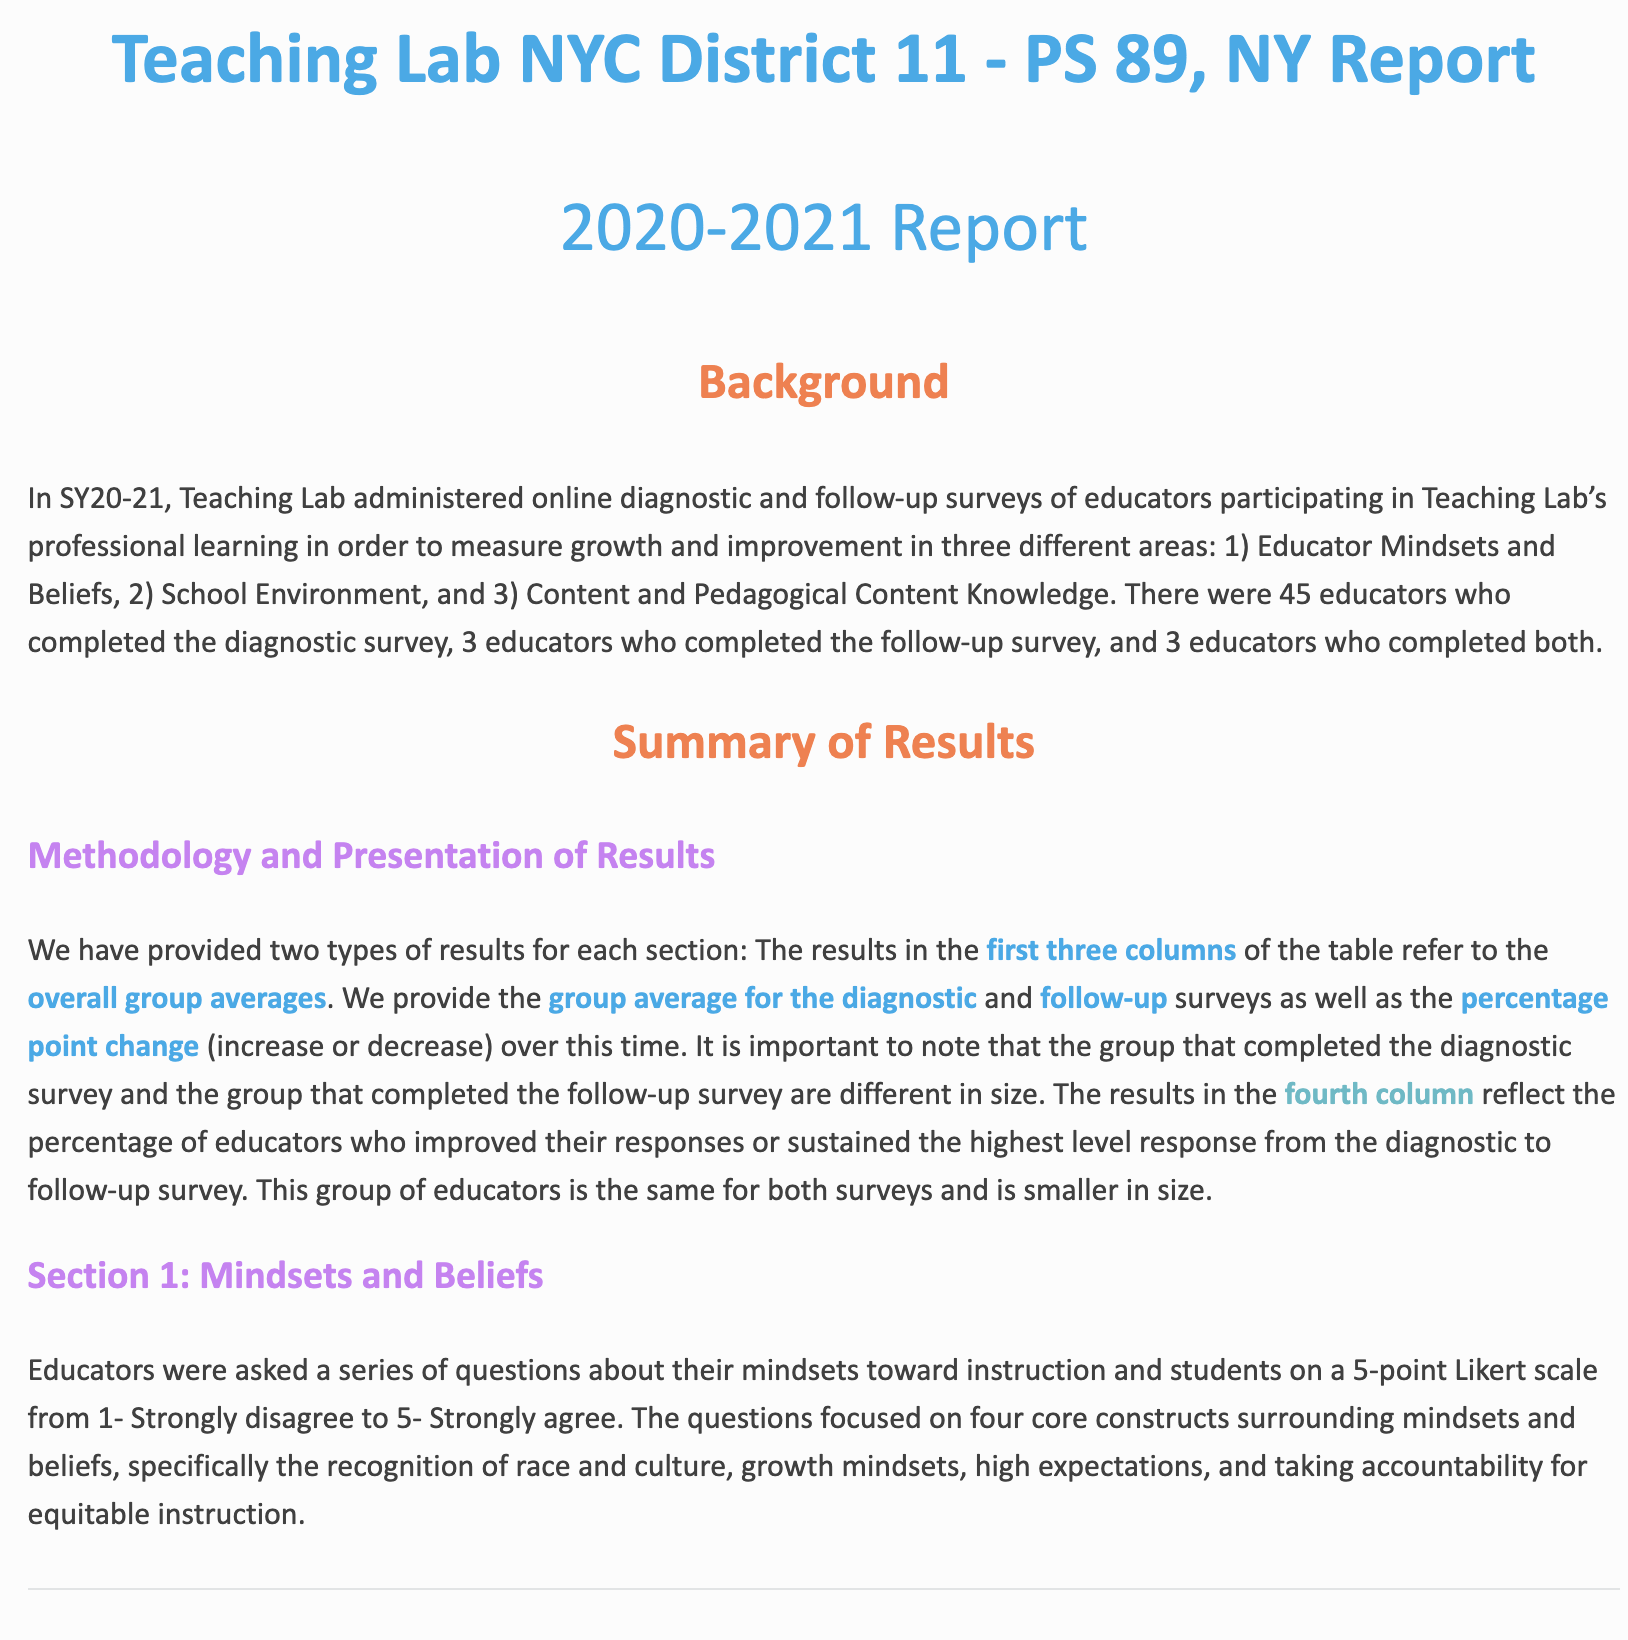 Teaching Lab NYC District 11 - PS 89, NY Report
2020-2021 Report
Background
In SY20-21, Teaching Lab administered online diagnostic and follow-up surveys of educators participating in Teaching Lab’s
professional learning in order to measure growth and improvement in three different areas: 1) Educator Mindsets and
Beliefs, 2) School Environment, and 3) Content and Pedagogical Content Knowledge. There were 45 educators who
completed the diagnostic survey, 3 educators who completed the follow-up survey, and 3 educators who completed both.
Summary of Results
Methodology and Presentation of Results
We have provided two types of results for each section: The results in the first three columns of the table refer to the
overall group averages. We provide the group average for the diagnostic and follow-up surveys as well as the percentage
point change (increase or decrease) over this time. It is important to note that the group that completed the diagnostic
survey and the group that completed the follow-up survey are different in size. The results in the fourth column reflect the
percentage of educators who improved their responses or sustained the highest level response from the diagnostic to
follow-up survey. This group of educators is the same for both surveys and is smaller in size.
Section 1: Mindsets and Beliefs
Educators were asked a series of questions about their mindsets toward instruction and students on a 5-point Likert scale
from 1- Strongly disagree to 5- Strongly agree. The questions focused on four core constructs surrounding mindsets and
beliefs, specifically the recognition of race and culture, growth mindsets, high expectations, and taking accountability for
equitable instruction.